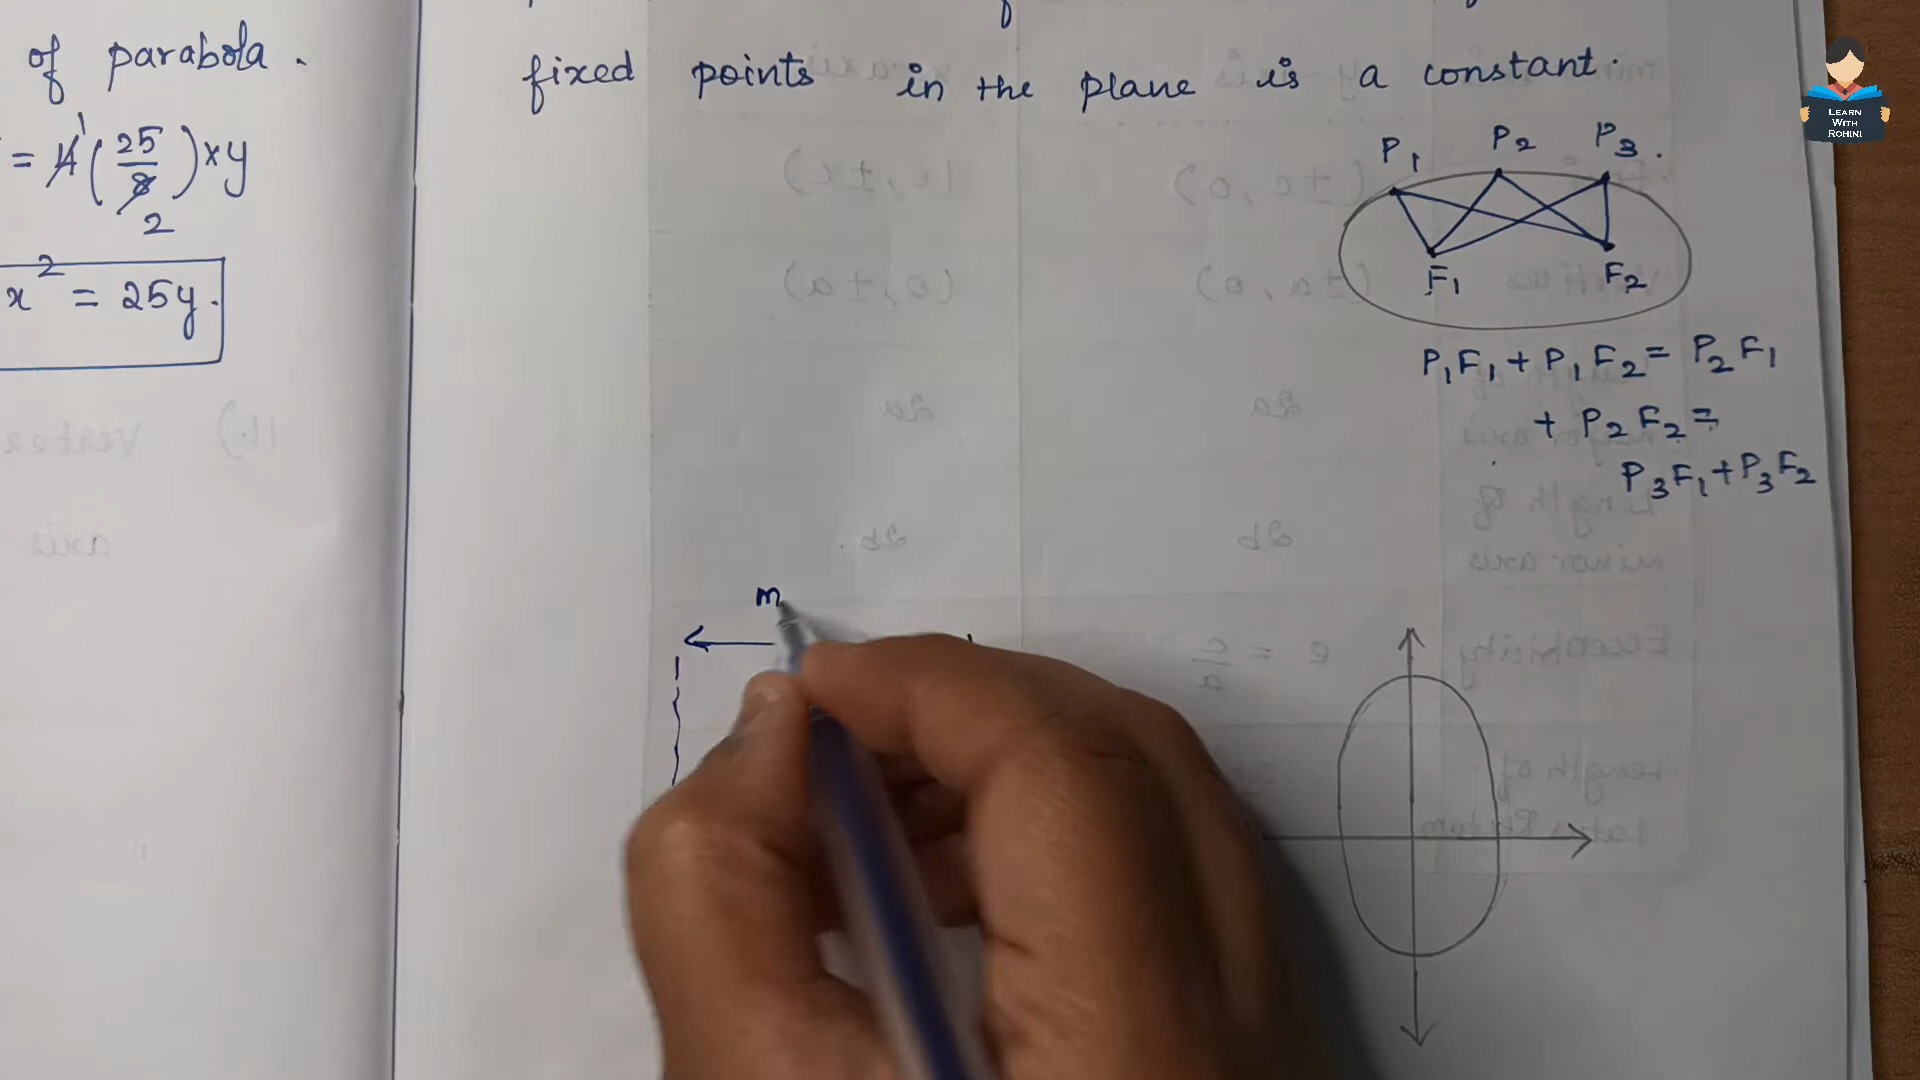 of parabola.
= 4 1 (25/8 2) x y
x² = 25y.
fixed points in the plane is a constant.
P₁ P₂ P₃.
F₁ F₂
P₁F₁ + P₁F₂ = P₂F₁
+ P₂F₂ =
P₃F₁ + P₃F₂
m
LEARN
WITH
ROHINI